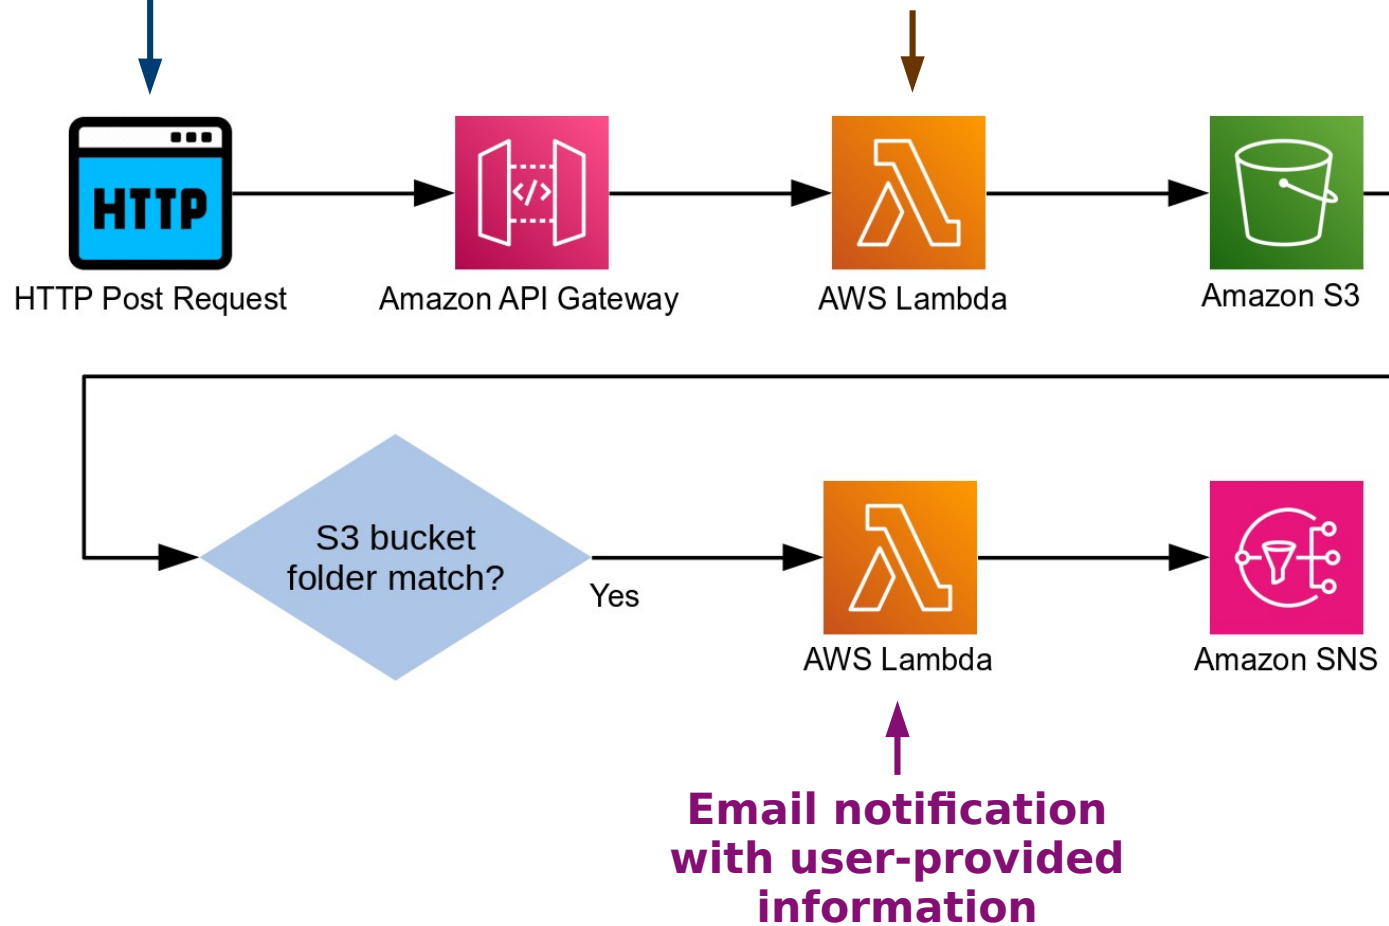 HTTP
</>
HTTP Post Request
Amazon API Gateway
AWS Lambda
Amazon S3
S3 bucket
folder match?
Yes
AWS Lambda
Amazon SNS
Email notification
with user-provided
information